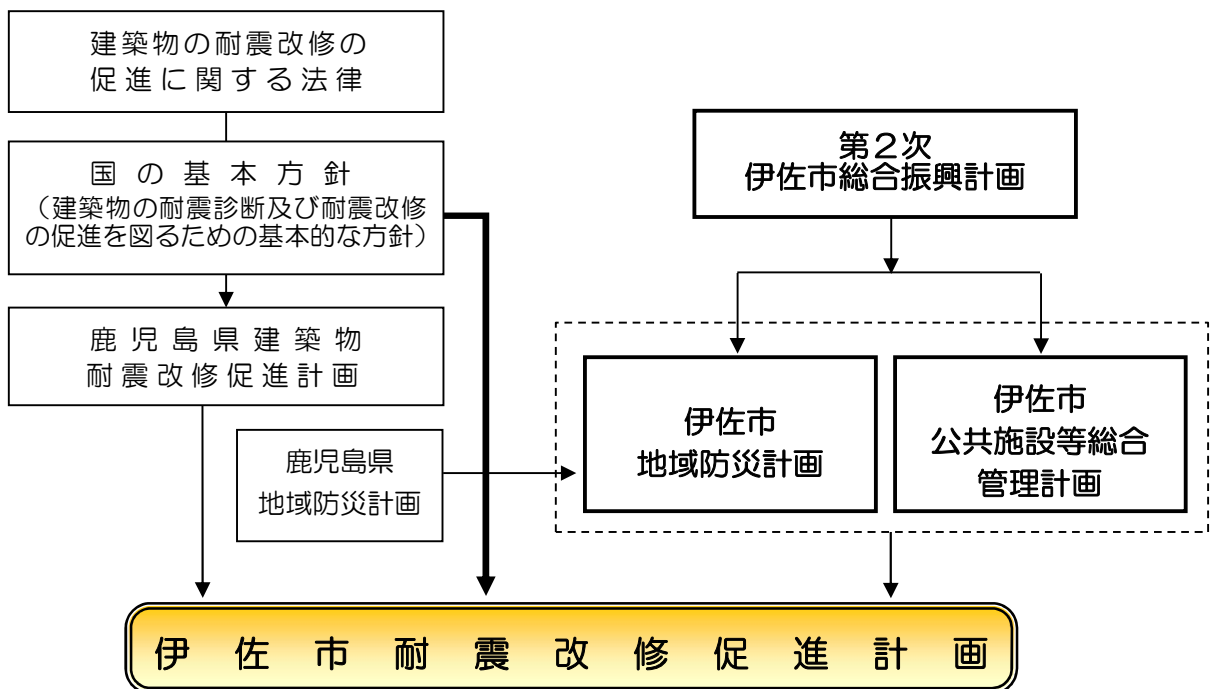 建築物の耐震改修の
促進に関する法律
国の基本方針
（建築物の耐震診断及び耐震改修
の促進を図るための基本的な方針）
鹿児島県建築物
耐震改修促進計画
鹿児島県
地域防災計画
第２次
伊佐市総合振興計画
伊佐市
地域防災計画
伊佐市
公共施設等総合
管理計画
伊佐市耐震改修促進計画